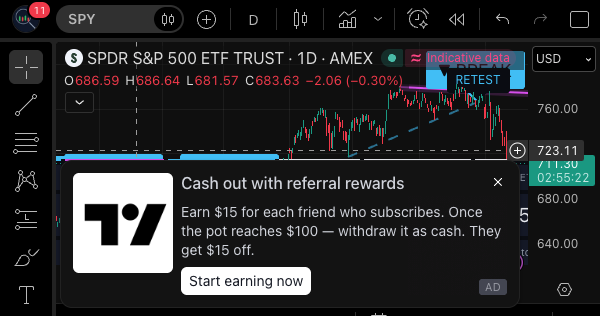 11
SPY
D
SPDR S&P 500 ETF TRUST · 1D · AMEX
Indicative data
USD
O686.59 H686.64 L681.57 C683.63 −2.06 (−0.30%)
RETEST
760.00
723.11
711.30
02:55:22
680.00
640.00
Cash out with referral rewards
Earn $15 for each friend who subscribes. Once
the pot reaches $100 — withdraw it as cash. They
get $15 off.
Start earning now
AD